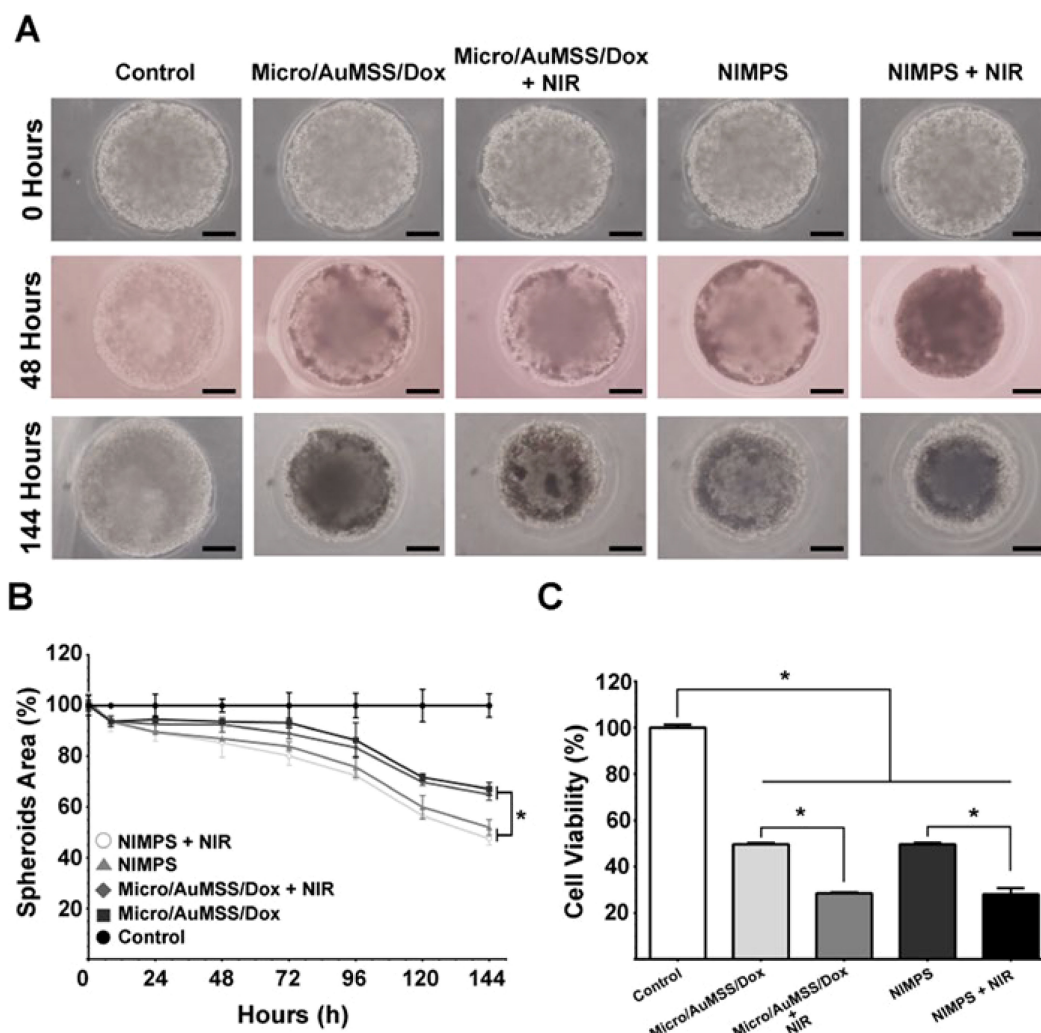 A
Control
Micro/AuMSS/Dox
Micro/AuMSS/Dox
+ NIR
NIMPS
NIMPS + NIR
0 Hours
48 Hours
144 Hours
B
Spheroids Area (%)
120
100
80
60
40
20
NIMPS + NIR
NIMPS
Micro/AuMSS/Dox + NIR
Micro/AuMSS/Dox
Control
*
0 24 48 72 96 120 144
Hours (h)
C
Cell Viability (%)
120
100
80
60
40
20
*
*
*
Control
Micro/AuMSS/Dox
Micro/AuMSS/Dox
+
NIR
NIMPS
NIMPS + NIR